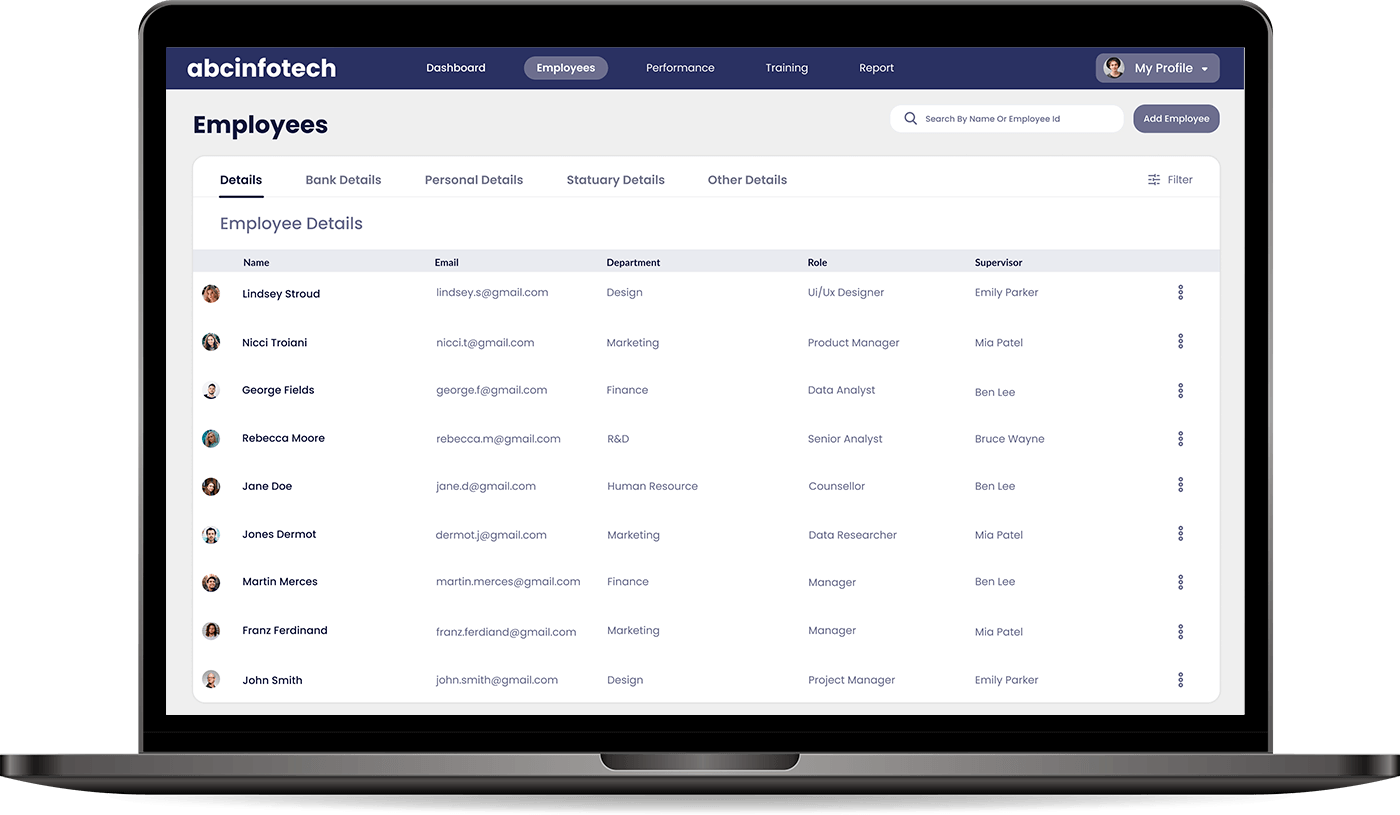 abcinfotech Dashboard Employees Performance Training Report My Profile
Employees Search By Name Or Employee Id Add Employee
Details Bank Details Personal Details Statuary Details Other Details Filter
Employee Details
Name Email Department Role Supervisor
Lindsey Stroud lindsey.s@gmail.com Design Ui/Ux Designer Emily Parker
Nicci Troiani nicci.t@gmail.com Marketing Product Manager Mia Patel
George Fields george.f@gmail.com Finance Data Analyst Ben Lee
Rebecca Moore rebecca.m@gmail.com R&D Senior Analyst Bruce Wayne
Jane Doe jane.d@gmail.com Human Resource Counsellor Ben Lee
Jones Dermot dermot.j@gmail.com Marketing Data Researcher Mia Patel
Martin Merces martin.merces@gmail.com Finance Manager Ben Lee
Franz Ferdinand franz.ferdiand@gmail.com Marketing Manager Mia Patel
John Smith john.smith@gmail.com Design Project Manager Emily Parker